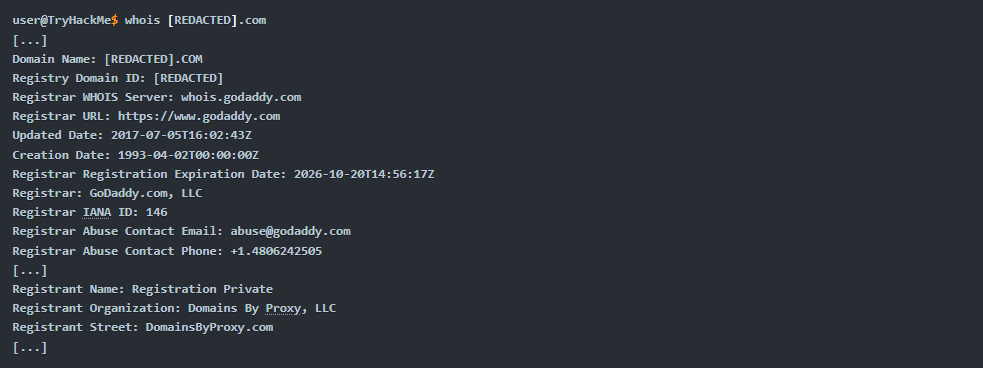 user@TryHackMe$ whois [REDACTED].com
[...]
Domain Name: [REDACTED].COM
Registry Domain ID: [REDACTED]
Registrar WHOIS Server: whois.godaddy.com
Registrar URL: https://www.godaddy.com
Updated Date: 2017-07-05T16:02:43Z
Creation Date: 1993-04-02T00:00:00Z
Registrar Registration Expiration Date: 2026-10-20T14:56:17Z
Registrar: GoDaddy.com, LLC
Registrar IANA ID: 146
Registrar Abuse Contact Email: abuse@godaddy.com
Registrar Abuse Contact Phone: +1.4806242505
[...]
Registrant Name: Registration Private
Registrant Organization: Domains By Proxy, LLC
Registrant Street: DomainsByProxy.com
[...]